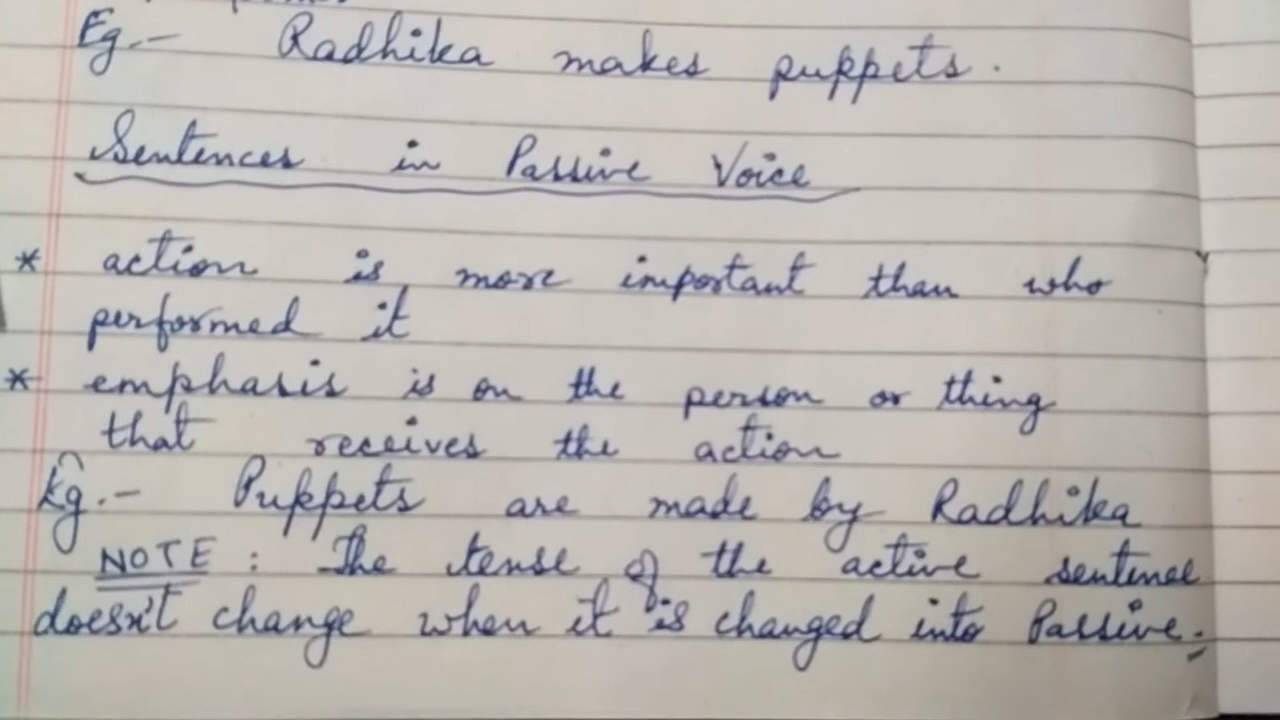 Eg.- Radhika makes puppets.
Sentences in Passive Voice
* action is more important than who
performed it
* emphasis is on the person or thing
that receives the action
Eg.- Puppets are made by Radhika
NOTE : The tense of the active sentence
doesn't change when it is changed into Passive.